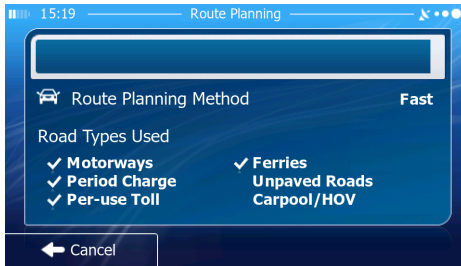 15:19 Route Planning
Route Planning Method Fast
Road Types Used
Motorways Ferries
Period Charge Unpaved Roads
Per-use Toll Carpool/HOV
Cancel